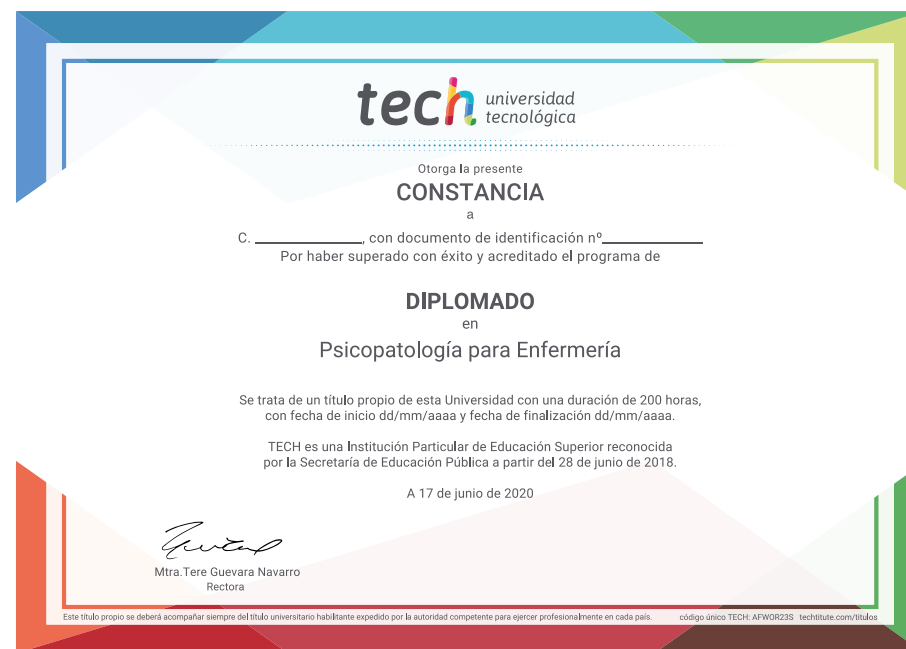 tech universidad
tecnológica
Otorga la presente
CONSTANCIA
a
C. ____________, con documento de identificación nº____________
Por haber superado con éxito y acreditado el programa de
DIPLOMADO
en
Psicopatología para Enfermería
Se trata de un título propio de esta Universidad con una duración de 200 horas,
con fecha de inicio dd/mm/aaaa y fecha de finalización dd/mm/aaaa.
TECH es una Institución Particular de Educación Superior reconocida
por la Secretaría de Educación Pública a partir del 28 de junio de 2018.
A 17 de junio de 2020
Mtra.Tere Guevara Navarro
Rectora
Este título propio se deberá acompañar siempre del título universitario habilitante expedido por la autoridad competente para ejercer profesionalmente en cada país. código único TECH: AFWOR23S techtitute.com/titulos